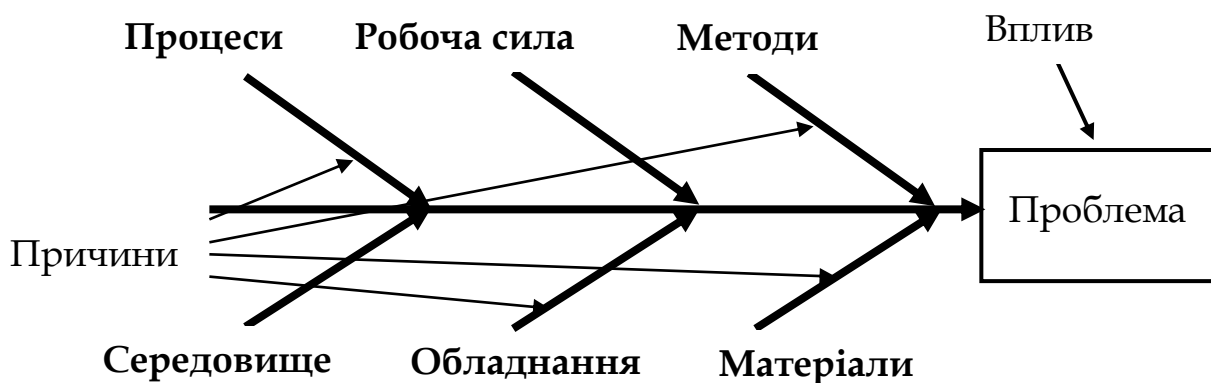 Процеси Робоча сила Методи Вплив
Проблема
Причини
Середовище Обладнання Матеріали